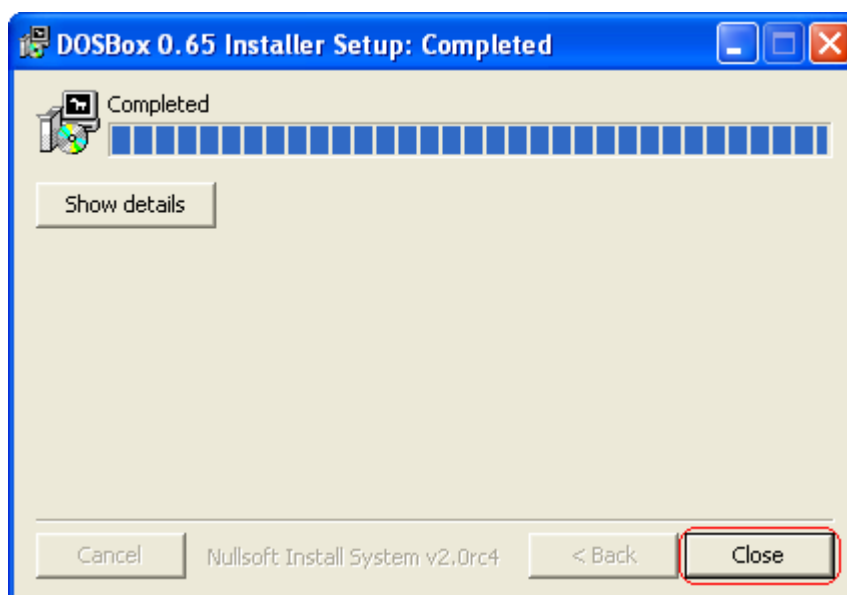 DOSBox 0.65 Installer Setup: Completed
Completed
Show details
Cancel
Nullsoft Install System v2.0rc4
< Back
Close